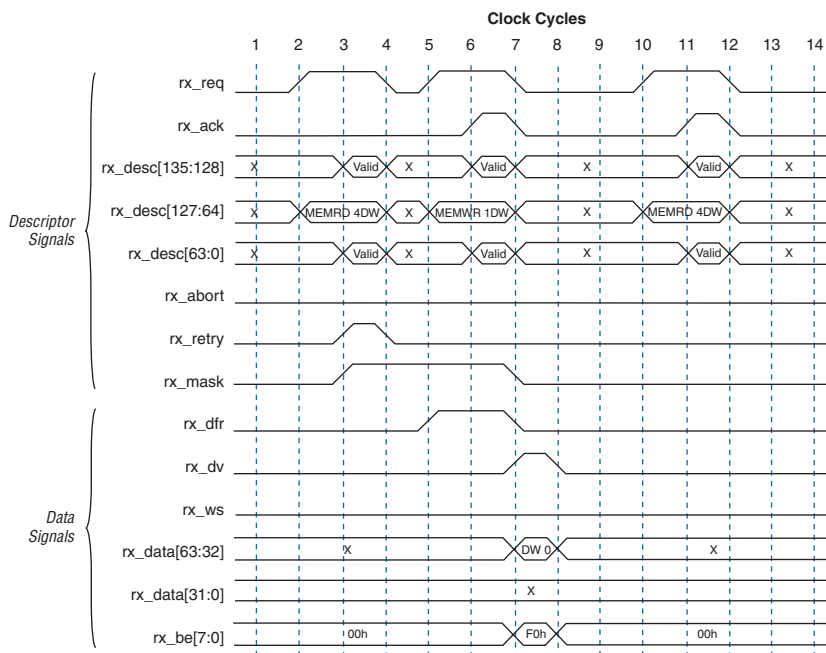 Clock Cycles
1 2 3 4 5 6 7 8 9 10 11 12 13 14
rx_req
rx_ack
rx_desc[135:128] X Valid X Valid X Valid X
Descriptor Signals
rx_desc[127:64] X MEMRD 4DW X MEMWR 1DW X MEMRD 4DW X
rx_desc[63:0] X Valid X Valid X Valid X
rx_abort
rx_retry
rx_mask
rx_dfr
rx_dv
Data Signals
rx_ws
rx_data[63:32] X DW 0 X
rx_data[31:0] X
rx_be[7:0] 00h F0h 00h